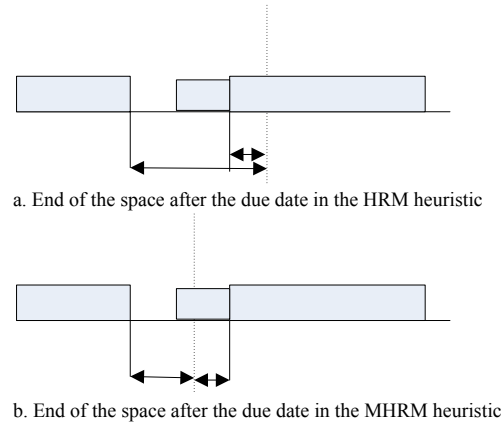 a. End of the space after the due date in the HRM heuristic
b. End of the space after the due date in the MHRM heuristic